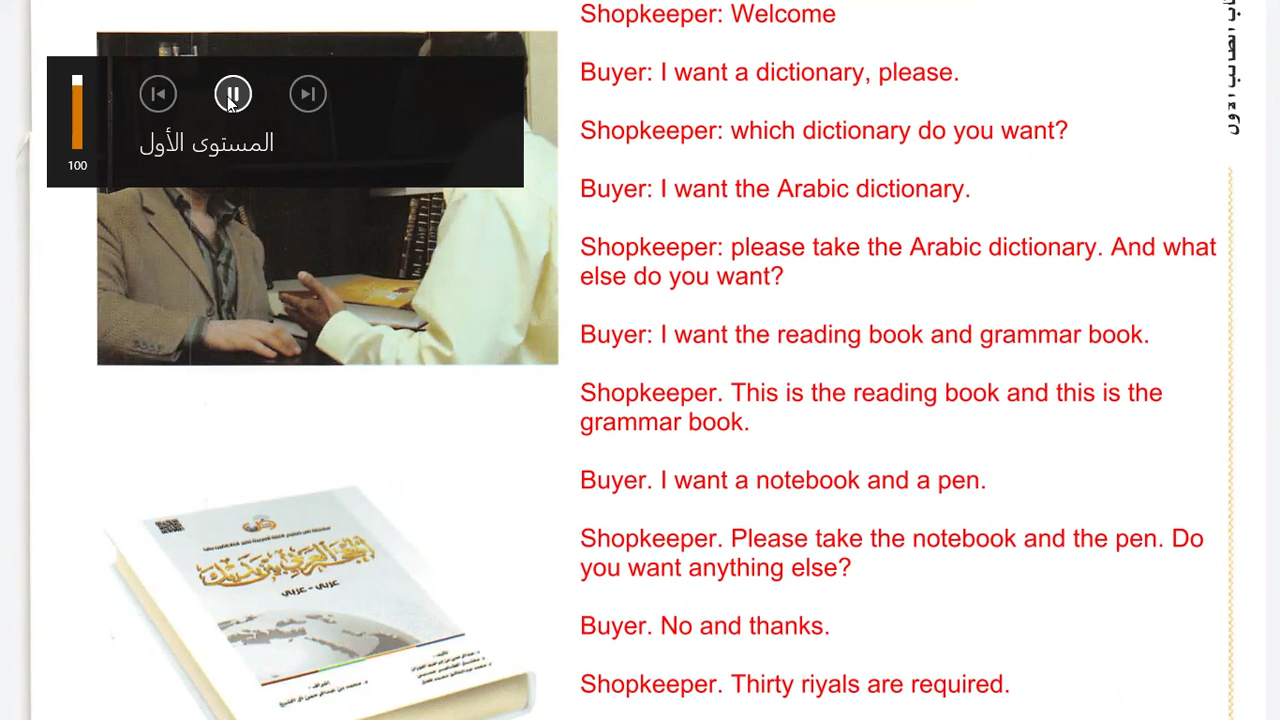 Shopkeeper: Welcome
Buyer: I want a dictionary, please.
Shopkeeper: which dictionary do you want?
Buyer: I want the Arabic dictionary.
Shopkeeper: please take the Arabic dictionary. And what
else do you want?
Buyer: I want the reading book and grammar book.
Shopkeeper. This is the reading book and this is the
grammar book.
Buyer. I want a notebook and a pen.
Shopkeeper. Please take the notebook and the pen. Do
you want anything else?
Buyer. No and thanks.
Shopkeeper. Thirty riyals are required.
المستوى الأول
100
المعجم العربي بين يديك
عربي - عربي